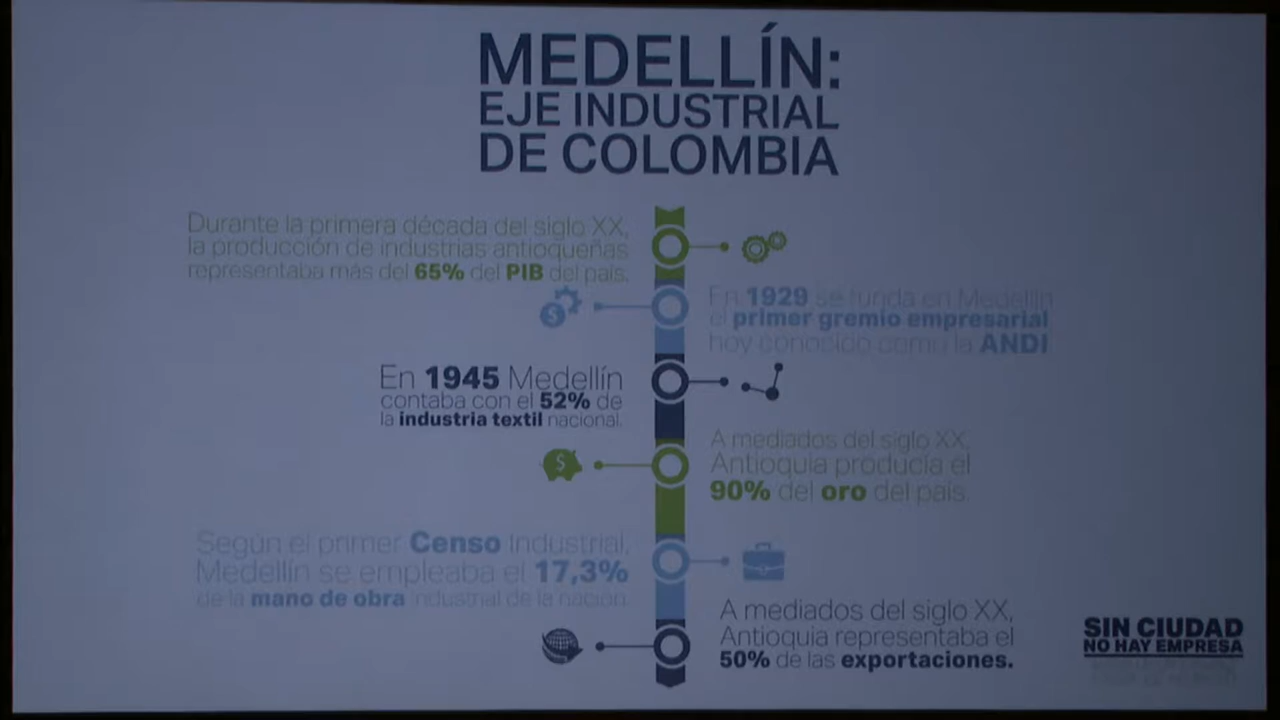 MEDELLÍN:
EJE INDUSTRIAL
DE COLOMBIA
Durante la primera década del siglo XX,
la producción de industrias antioqueñas
representaba más del 65% del PIB del país.
En 1929 se funda en Medellín
el primer gremio empresarial
hoy conocido como la ANDI
En 1945 Medellín
contaba con el 52% de
la industria textil nacional.
A mediados del siglo XX,
Antioquia producía el
90% del oro del país.
Según el primer Censo Industrial,
Medellín se empleaba el 17,3%
de la mano de obra industrial de la nación.
A mediados del siglo XX,
Antioquia representaba el
50% de las exportaciones.
SIN CIUDAD
NO HAY EMPRESA